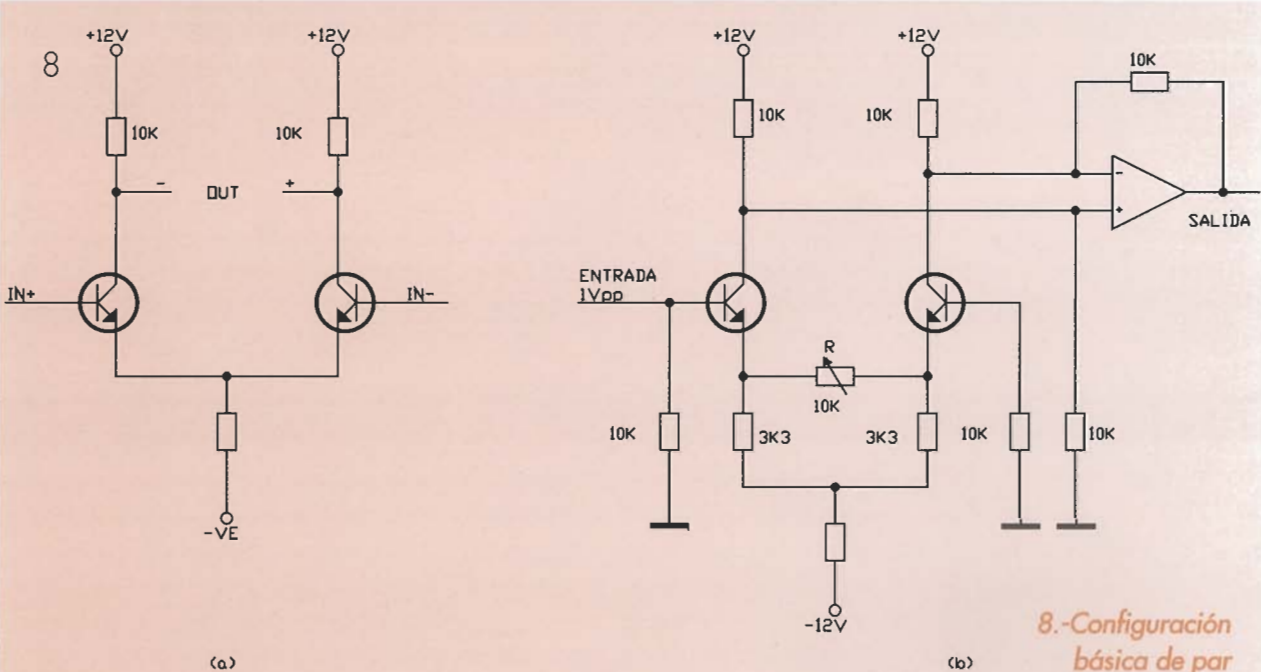 8
+12V
+12V
10K
10K
-
OUT
+
IN+
IN-
-VE
(a)
+12V
+12V
10K
10K
10K
-
+
SALIDA
ENTRADA
1Vpp
R
10K
10K
3K3
3K3
10K
10K
-12V
(b)
8.-Configuración
básica de par